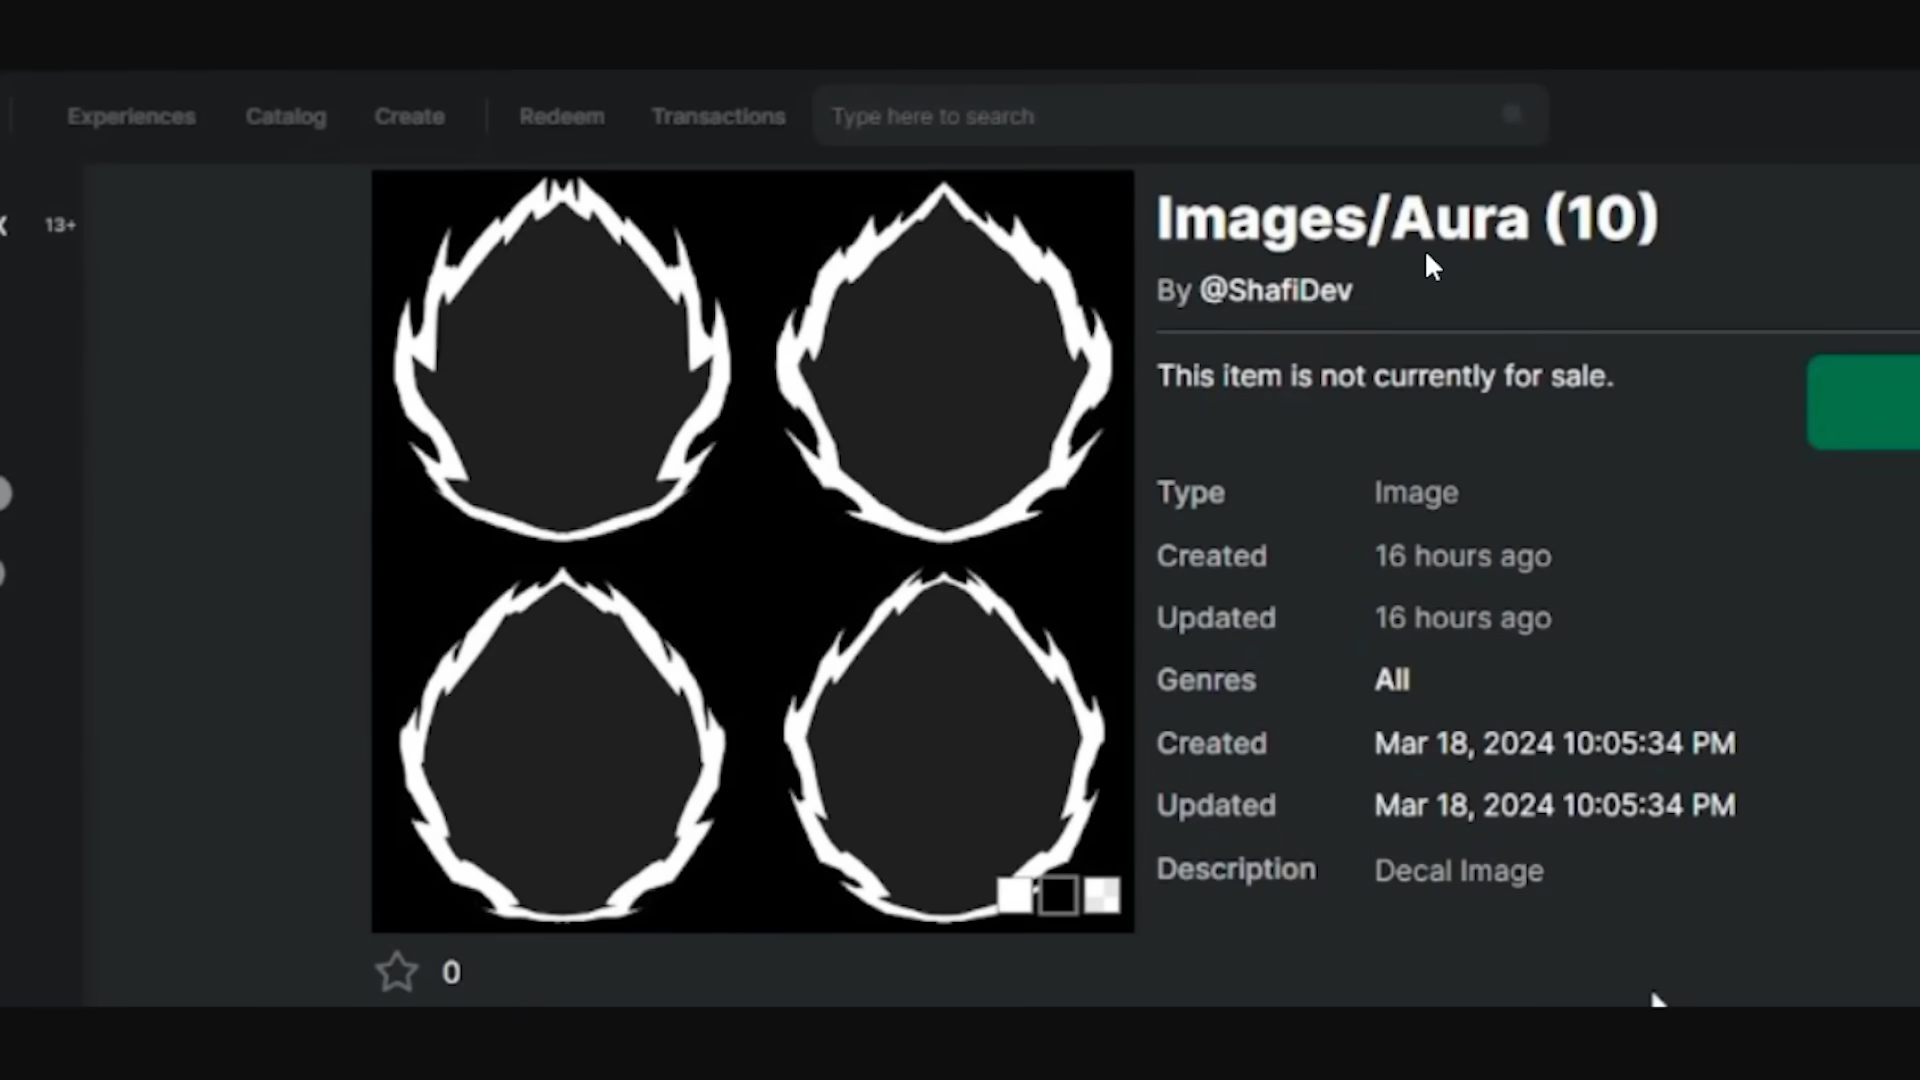 Experiences Catalog Create Redeem Transactions Type here to search
13+
Images/Aura (10)
By @ShafiDev
This item is not currently for sale.
Type Image
Created 16 hours ago
Updated 16 hours ago
Genres All
Created Mar 18, 2024 10:05:34 PM
Updated Mar 18, 2024 10:05:34 PM
Description Decal Image
0